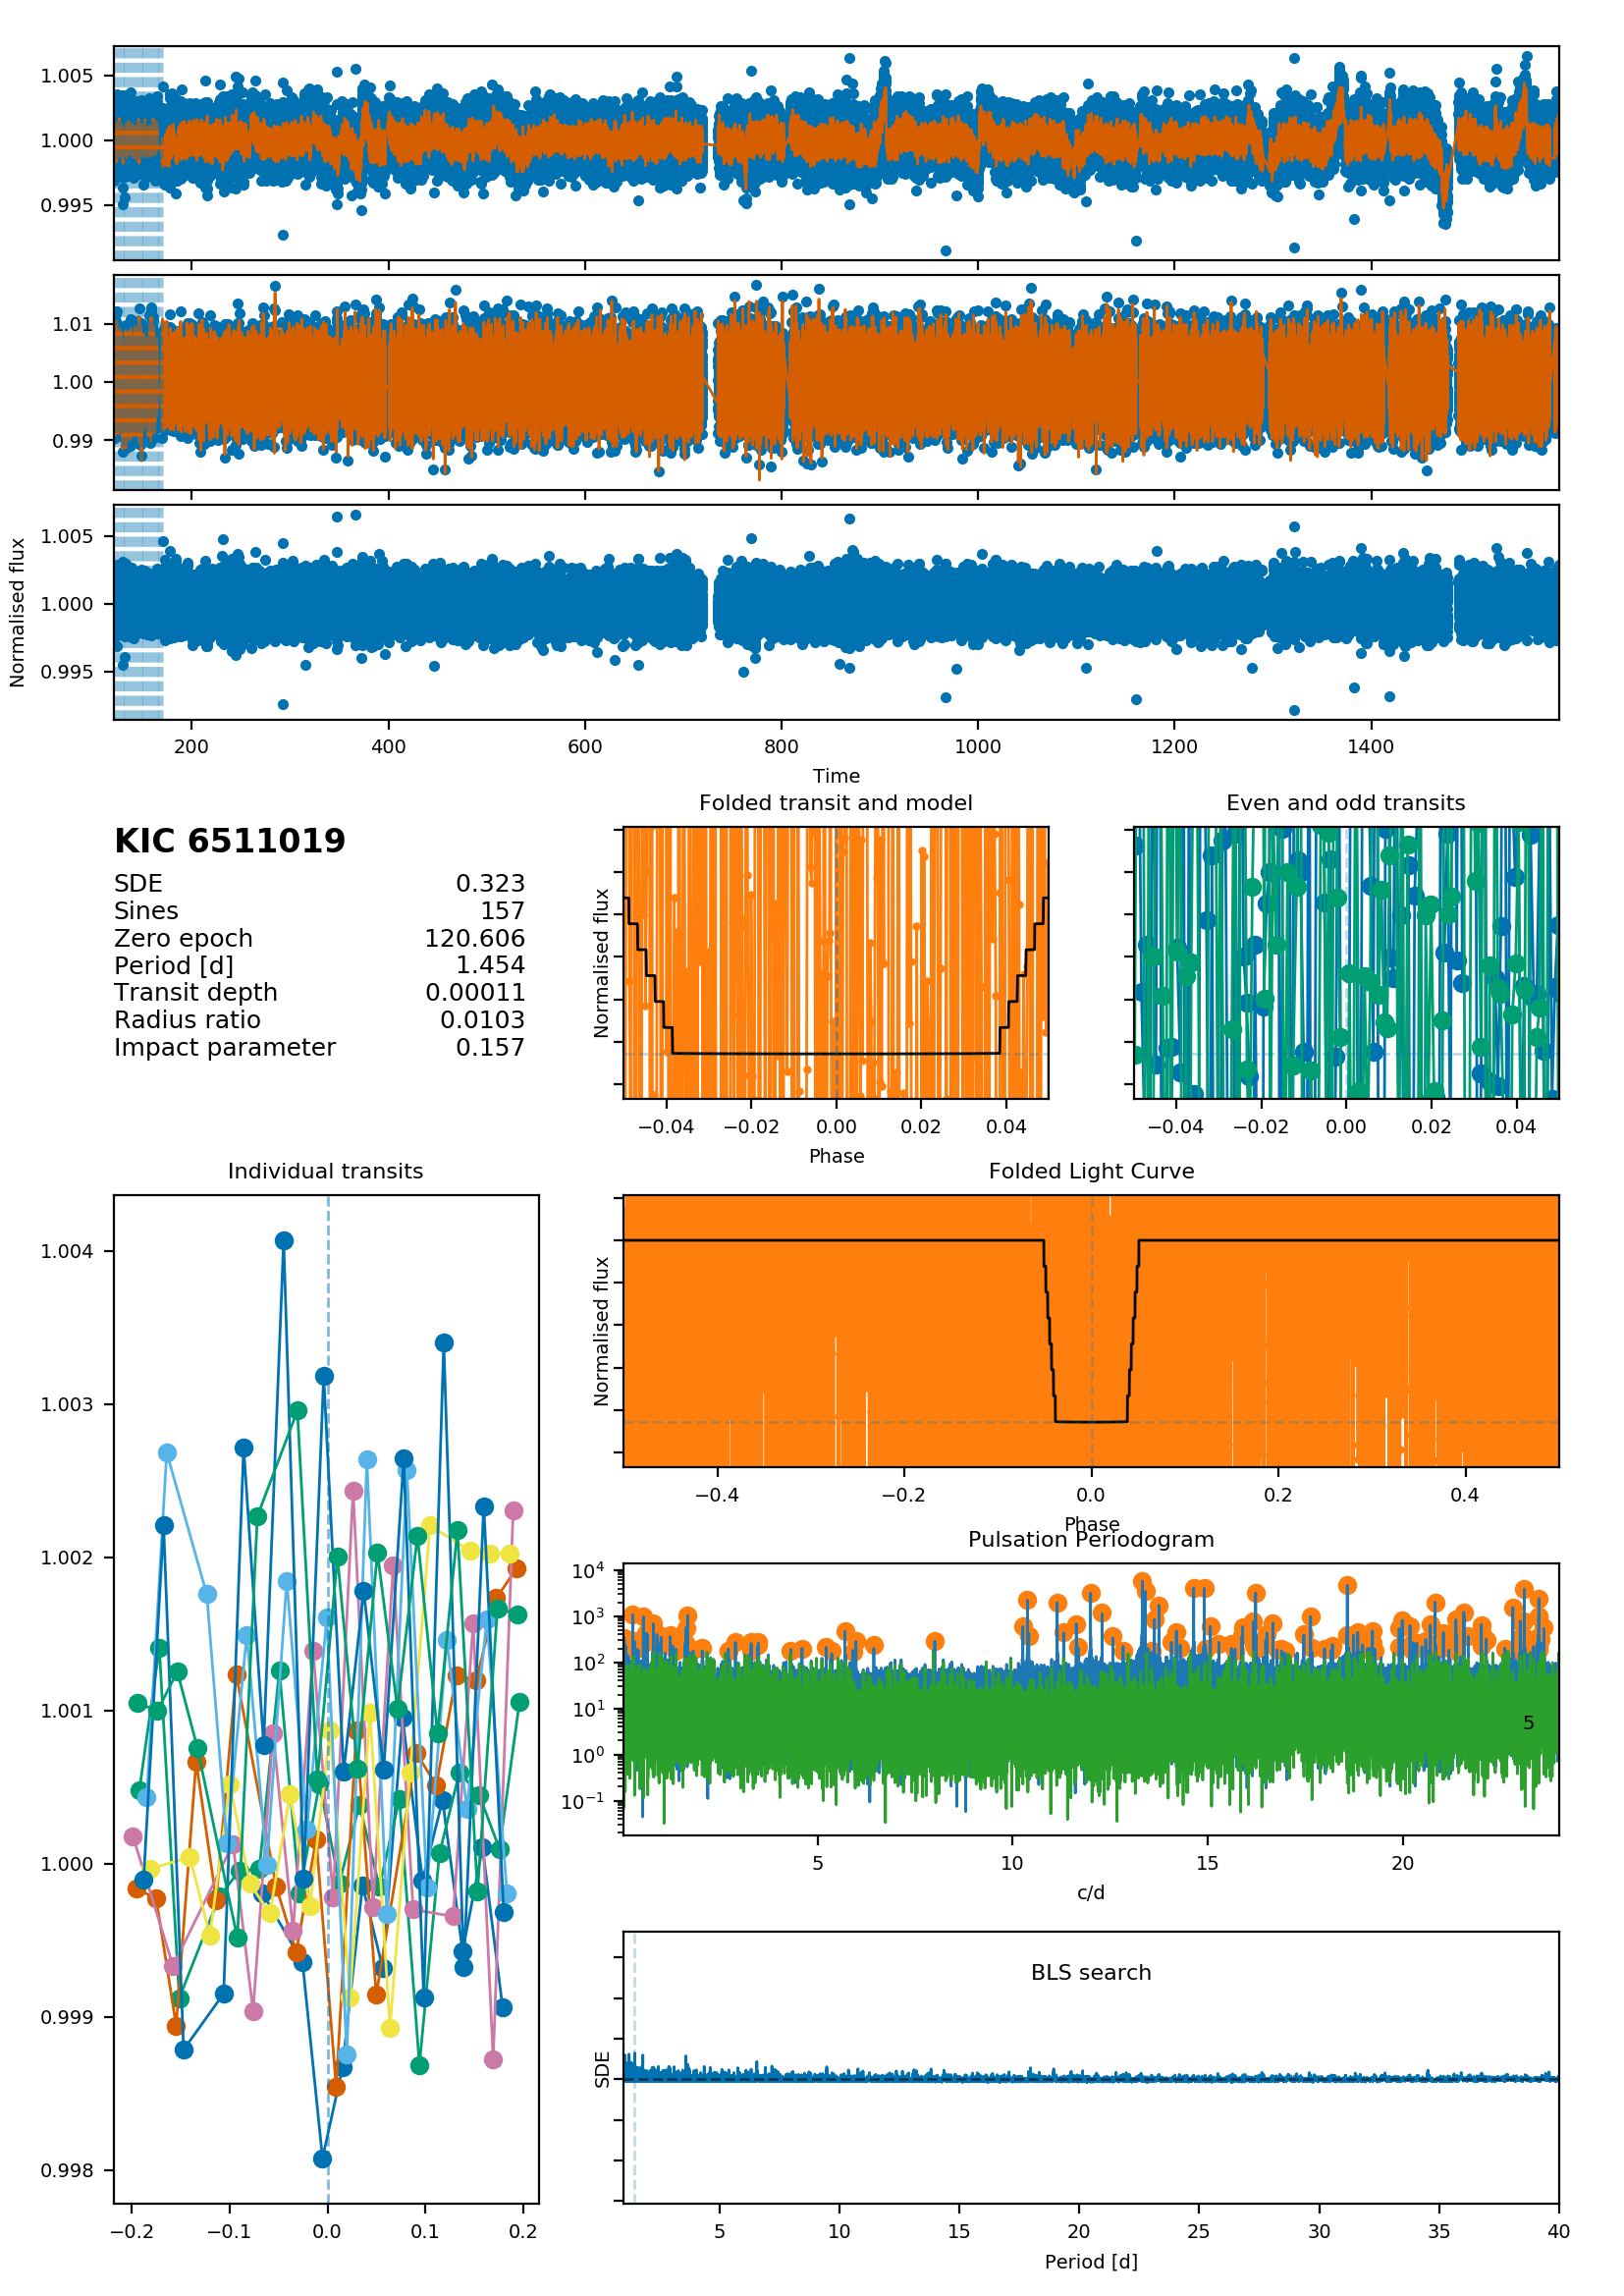 1.005
1.000
0.995
1.01
1.00
0.99
Normalised flux
1.005
1.000
0.995
200 400 600 800 1000 1200 1400
Time
KIC 6511019
SDE 0.323
Sines 157
Zero epoch 120.606
Period [d] 1.454
Transit depth 0.00011
Radius ratio 0.0103
Impact parameter 0.157
Folded transit and model
Normalised flux
−0.04 −0.02 0.00 0.02 0.04
Phase
Even and odd transits
−0.04 −0.02 0.00 0.02 0.04
Individual transits
1.004
1.003
1.002
1.001
1.000
0.999
0.998
−0.2 −0.1 0.0 0.1 0.2
Folded Light Curve
Normalised flux
−0.4 −0.2 0.0 0.2 0.4
Phase
Pulsation Periodogram
10⁴
10³
10²
10¹
10⁰
10⁻¹
5
5 10 15 20
c/d
BLS search
SDE
5 10 15 20 25 30 35 40
Period [d]